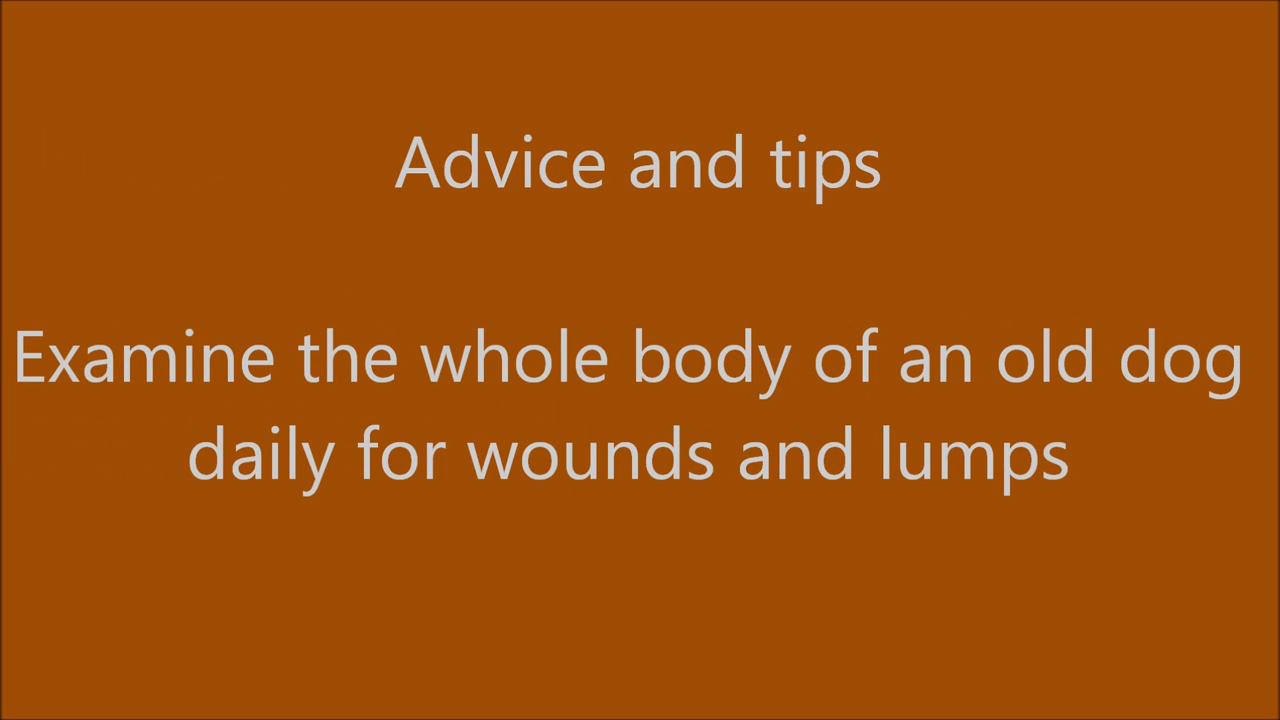 Advice and tips
Examine the whole body of an old dog
daily for wounds and lumps